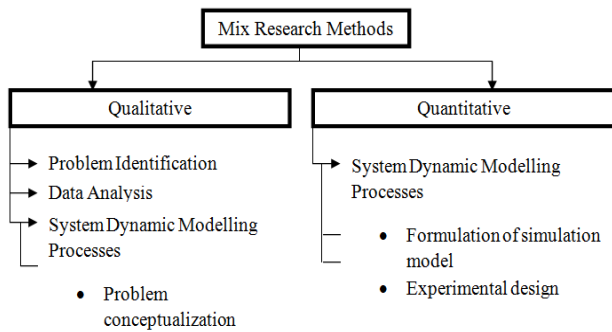 Mix Research Methods
Qualitative
Problem Identification
Data Analysis
System Dynamic Modelling
Processes
• Problem
conceptualization
Quantitative
System Dynamic Modelling
Processes
• Formulation of simulation
model
• Experimental design